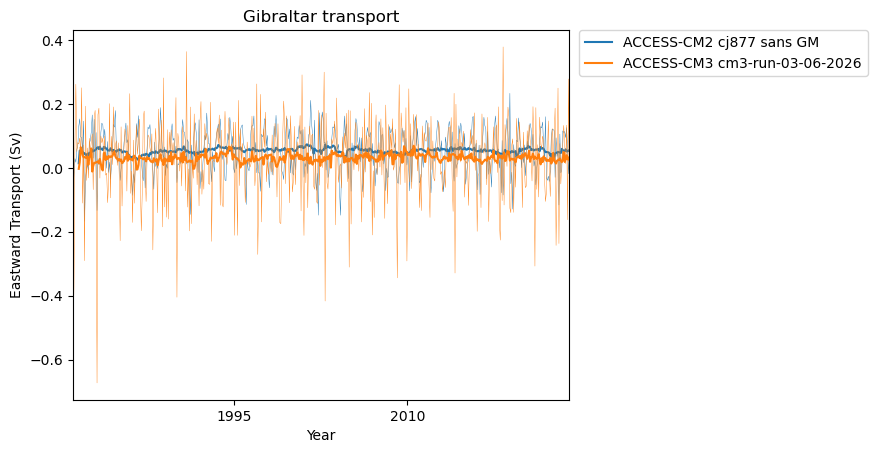 Gibraltar transport
ACCESS-CM2 cj877 sans GM
ACCESS-CM3 cm3-run-03-06-2026
0.4
0.2
0.0
−0.2
−0.4
−0.6
Eastward Transport (Sv)
1995
2010
Year